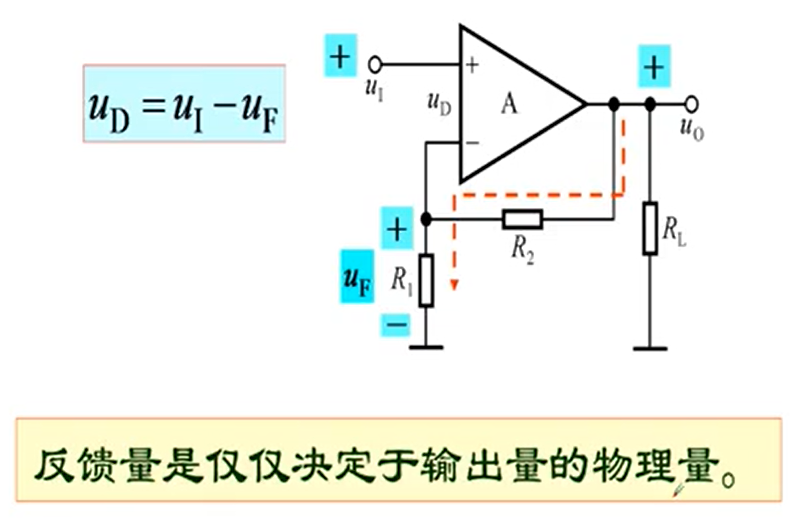 +
u_I
+
u_D = u_I − u_F
+
u_D
A
−
u_O
+
R_2
R_L
u_F
R_1
−
反馈量是仅仅决定于输出量的物理量。